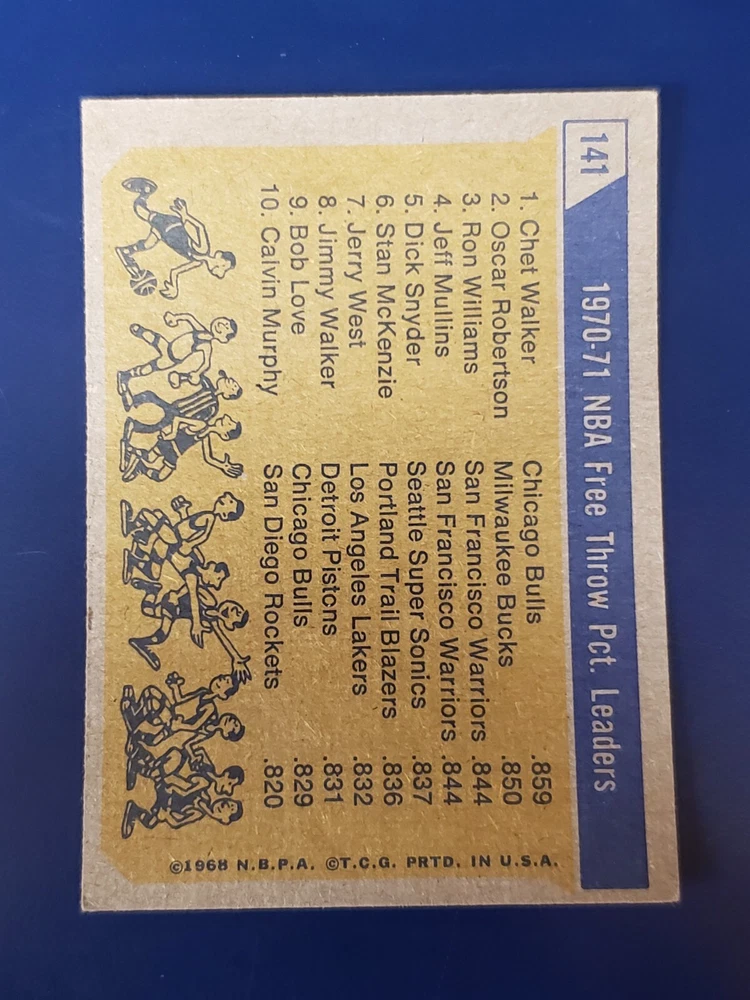 141
1970-71 NBA Free Throw Pct. Leaders
1. Chet Walker Chicago Bulls .859
2. Oscar Robertson Milwaukee Bucks .850
3. Ron Williams San Francisco Warriors .844
4. Jeff Mullins San Francisco Warriors .844
5. Dick Snyder Seattle Super Sonics .837
6. Stan McKenzie Portland Trail Blazers .836
7. Jerry West Los Angeles Lakers .832
8. Jimmy Walker Detroit Pistons .831
9. Bob Love Chicago Bulls .829
10. Calvin Murphy San Diego Rockets .820
©1968 N.B.P.A. ©T.C.G. PRTD. IN U.S.A.